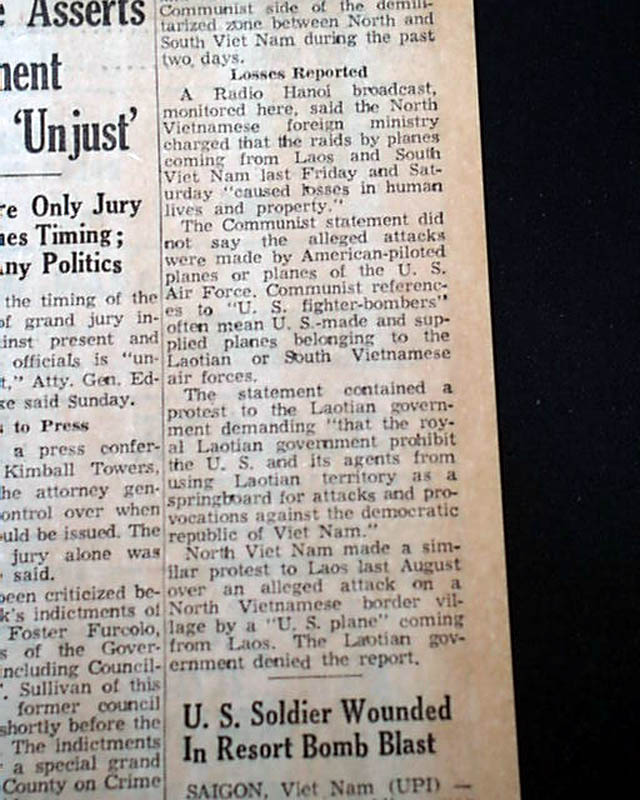 Asserts
ment
'Unjust'
re Only Jury
Timing;
ny Politics
the timing of the
of grand jury in-
inst present and
officials is "un-
t," Atty. Gen. Ed-
ke said Sunday.
s to Press
a press confer-
Kimball Towers,
he attorney gen-
ontrol over when
uld be issued. The
jury alone was
said.
been criticized be-
k's indictments of
Foster Furcolo,
s of the Gover-
including Council-
. Sullivan of this
former council
shortly before the
The indictments
a special grand
County on Crime
Communist side of the demili-
tarized zone between North and
South Viet Nam during the past
two days.
Losses Reported
A Radio Hanoi broadcast,
monitored here, said the North
Vietnamese foreign ministry
charged that the raids by planes
coming from Laos and South
Viet Nam last Friday and Sat-
urday "caused losses in human
lives and property."
The Communist statement did
not say the alleged attacks
were made by American-piloted
planes or planes of the U. S.
Air Force. Communist referenc-
es to "U. S. fighter-bombers"
often mean U. S.-made and sup-
plied planes belonging to the
Laotian or South Vietnamese
air forces.
The statement contained a
protest to the Laotian govern-
ment demanding "that the roy-
al Laotian government prohibit
the U. S. and its agents from
using Laotian territory as a
springboard for attacks and pro-
vocations against the democratic
republic of Viet Nam."
North Viet Nam made a sim-
ilar protest to Laos last August
over an alleged attack on a
North Vietnamese border vil-
lage by a "U. S. plane" coming
from Laos. The Laotian gov-
ernment denied the report.
U. S. Soldier Wounded
In Resort Bomb Blast
SAIGON, Viet Nam (UPI) —